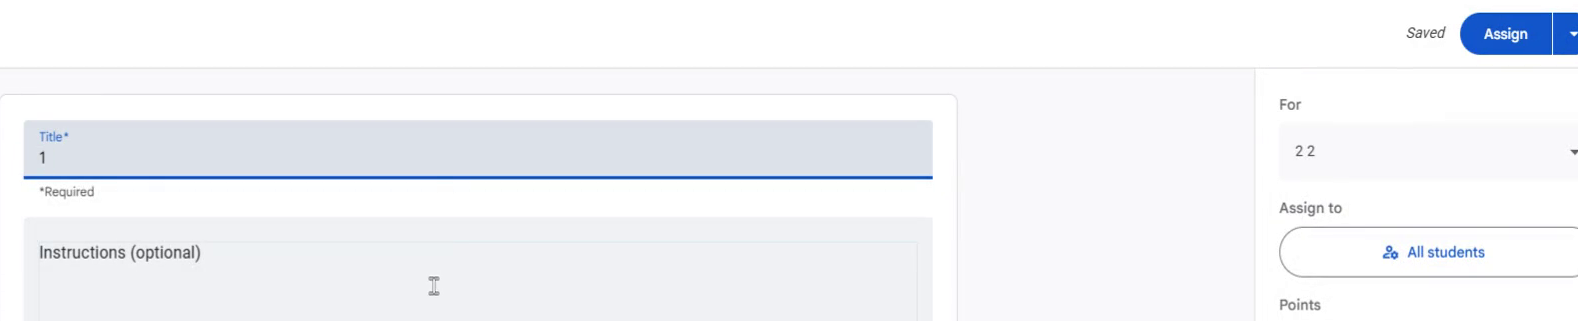 Saved
Assign
Title*
1
*Required
Instructions (optional)
For
2 2
Assign to
All students
Points